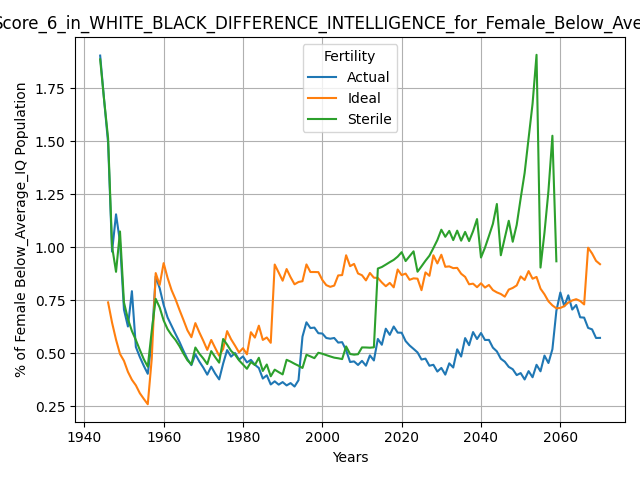 Score_6_in_WHITE_BLACK_DIFFERENCE_INTELLIGENCE_for_Female_Below_Ave
Fertility
Actual
Ideal
Sterile
% of Female Below_Average_IQ Population
1.75
1.50
1.25
1.00
0.75
0.50
0.25
1940 1960 1980 2000 2020 2040 2060
Years